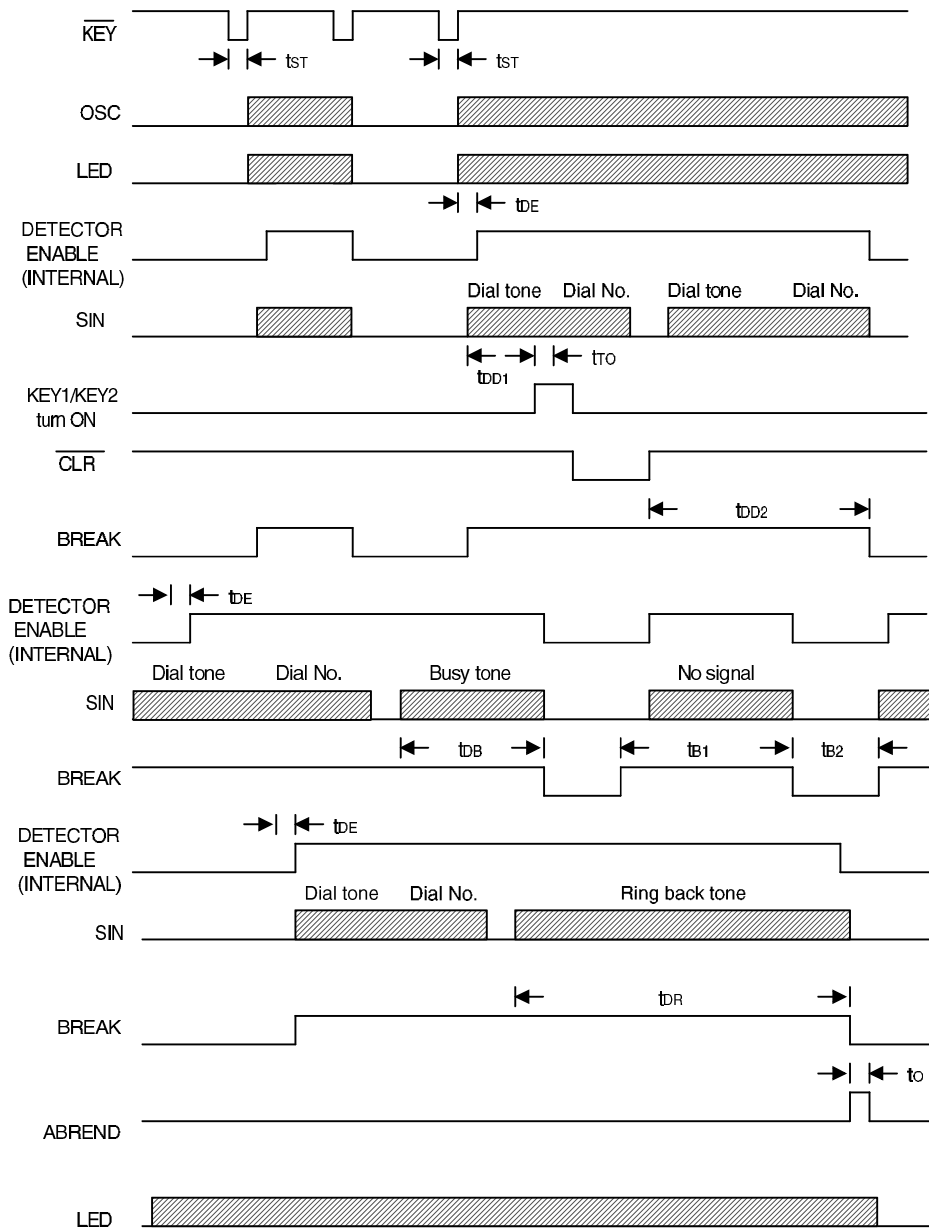 KEY
tST tST
OSC
LED
tDE
DETECTOR
ENABLE
(INTERNAL)
Dial tone Dial No. Dial tone Dial No.
SIN
tDD1 tTO
KEY1/KEY2
turn ON
CLR
tDD2
BREAK
tDE
DETECTOR
ENABLE
(INTERNAL)
Dial tone Dial No. Busy tone No signal
SIN
tDB tB1 tB2
BREAK
tDE
DETECTOR
ENABLE
(INTERNAL)
Dial tone Dial No. Ring back tone
SIN
tDR
BREAK
tO
ABREND
LED